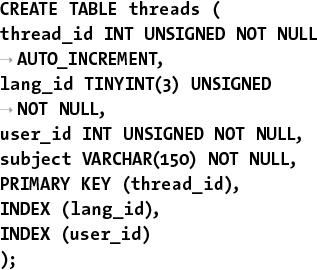 CREATE TABLE threads (
thread_id INT UNSIGNED NOT NULL
→ AUTO_INCREMENT,
lang_id TINYINT(3) UNSIGNED
→ NOT NULL,
user_id INT UNSIGNED NOT NULL,
subject VARCHAR(150) NOT NULL,
PRIMARY KEY (thread_id),
INDEX (lang_id),
INDEX (user_id)
);